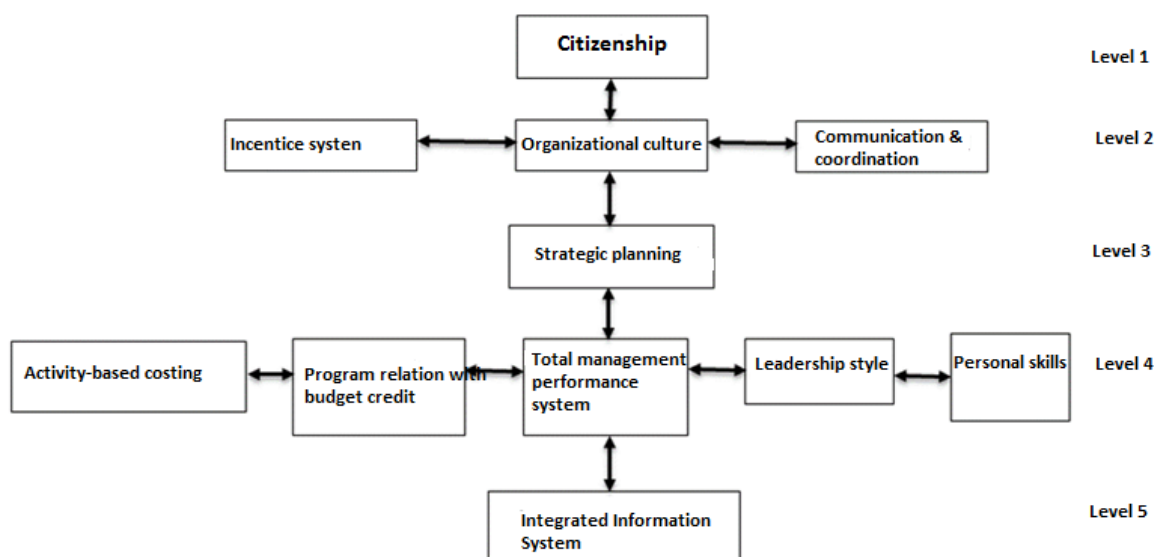 Citizenship
Level 1
Incentice systen
Organizational culture
Communication &
coordination
Level 2
Strategic planning
Level 3
Activity-based costing
Program relation with
budget credit
Total management
performance
system
Leadership style
Personal skills
Level 4
Integrated Information
System
Level 5